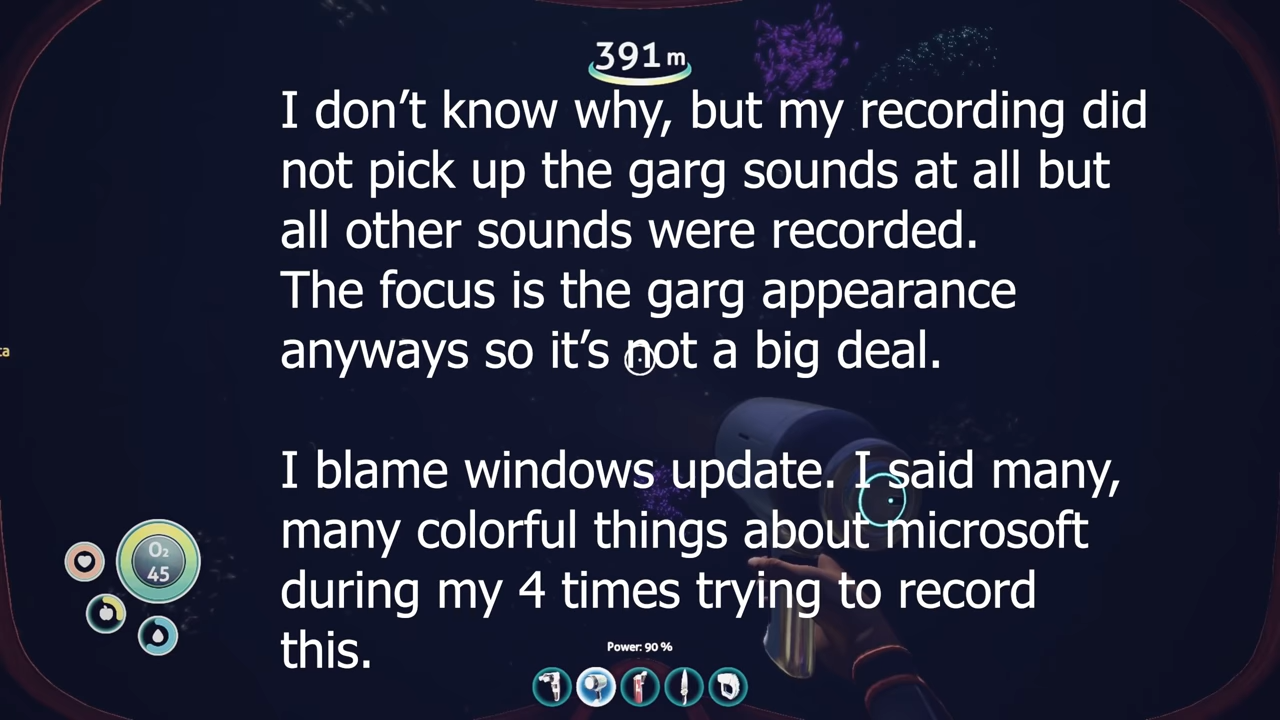 391 m
I don't know why, but my recording did
not pick up the garg sounds at all but
all other sounds were recorded.
The focus is the garg appearance
anyways so it's not a big deal.
I blame windows update. I said many,
many colorful things about microsoft
during my 4 times trying to record
this.
O₂
45
Power: 90 %